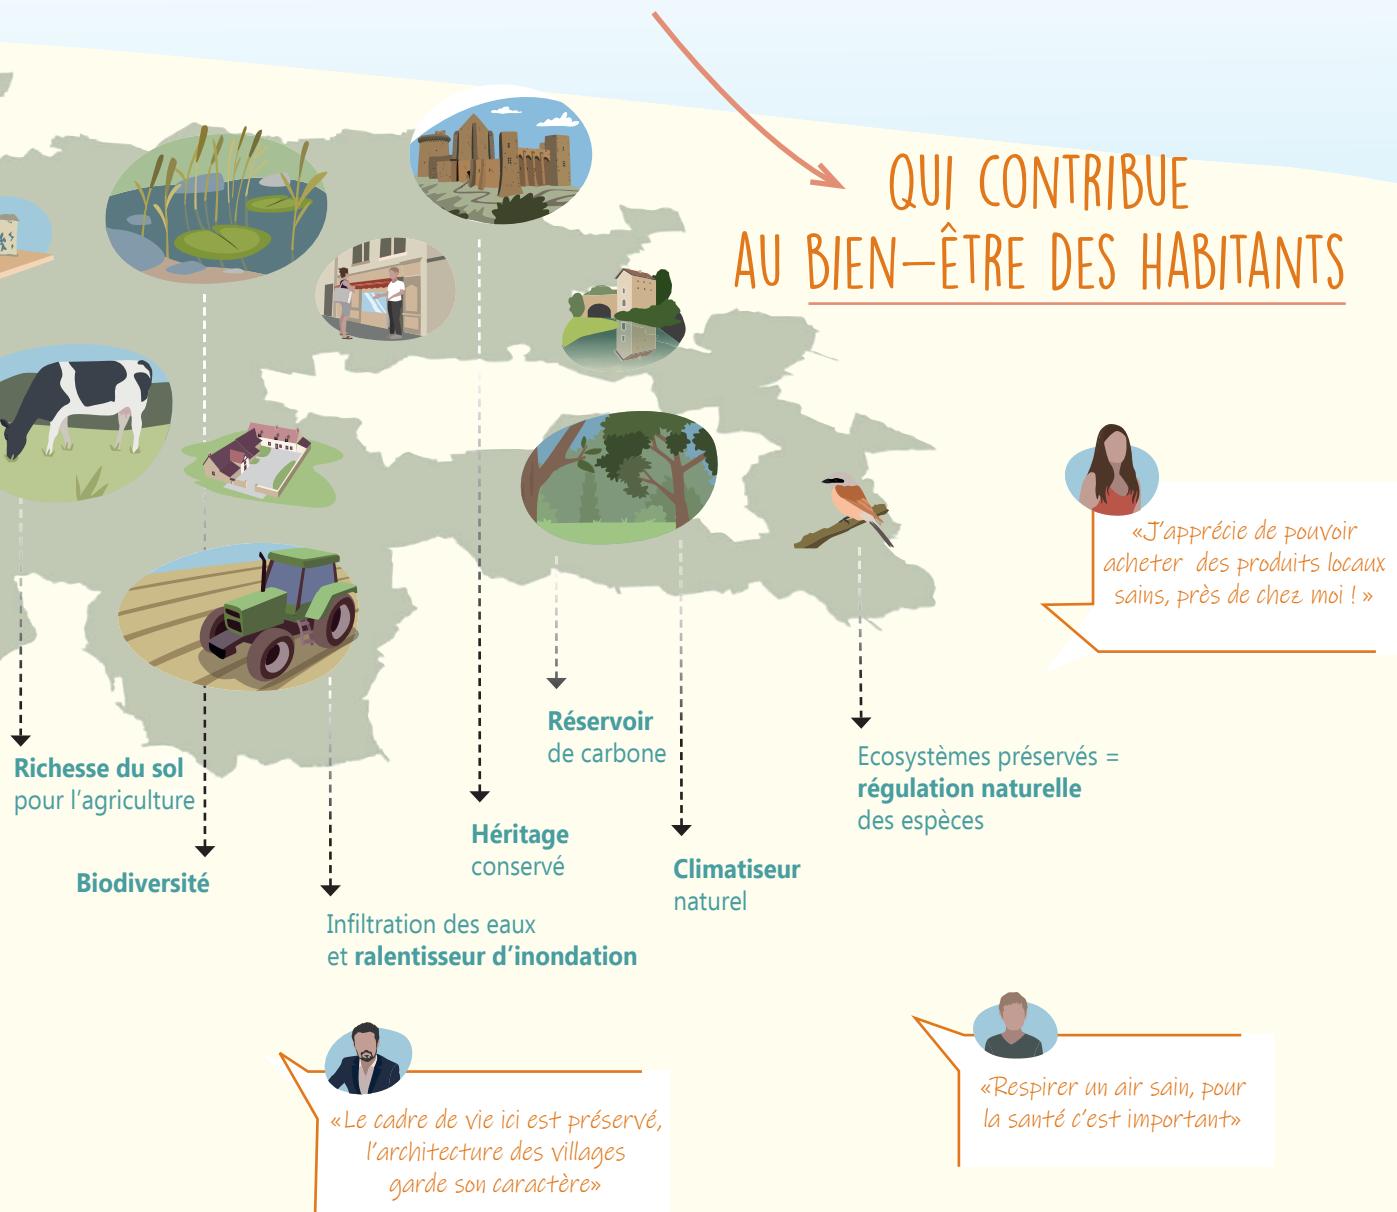 QUI CONTRIBUE
AU BIEN-ÊTRE DES HABITANTS
«J'apprécie de pouvoir
acheter des produits locaux
sains, près de chez moi ! »
Richesse du sol
pour l'agriculture
Biodiversité
Infiltration des eaux
et ralentisseur d'inondation
Héritage
conservé
Réservoir
de carbone
Climatiseur
naturel
Ecosystèmes préservés =
régulation naturelle
des espèces
«Le cadre de vie ici est préservé,
l'architecture des villages
garde son caractère»
«Respirer un air sain, pour
la santé c'est important»